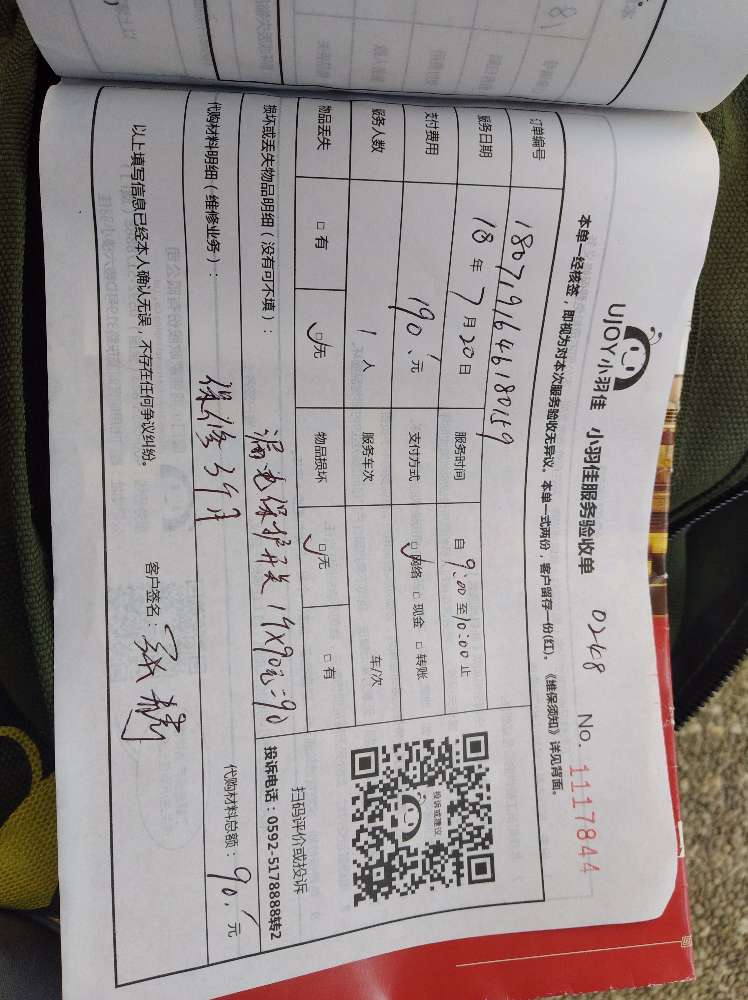 UJOY小羽佳 小羽佳服务验收单 0248 No. 1117844
本单一经核签，即视为对本次服务验收无异议。本单一式两份，客户留存一份(红)。《维保须知》详见背面。
订单编号 1807191646180159
服务日期 18 年 7 月 20 日 服务时间 自 9:00 至 10:00 止
支付费用 190 元 支付方式 网络 现金 转账
服务人数 1 人 服务车次 车/次
物品丢失 有 无 物品损坏 无 有
损坏或丢失物品明细（没有可不填）：
漏电保护开关 1个×90元=90
代购材料明细（维修业务）：
保修3个月
代购材料总额：90 元
投诉或建议
扫码评价或投诉
投诉电话：0592-5178888转2
以上填写信息已经本人确认无误，不存在任何争议纠纷。
客户签名：